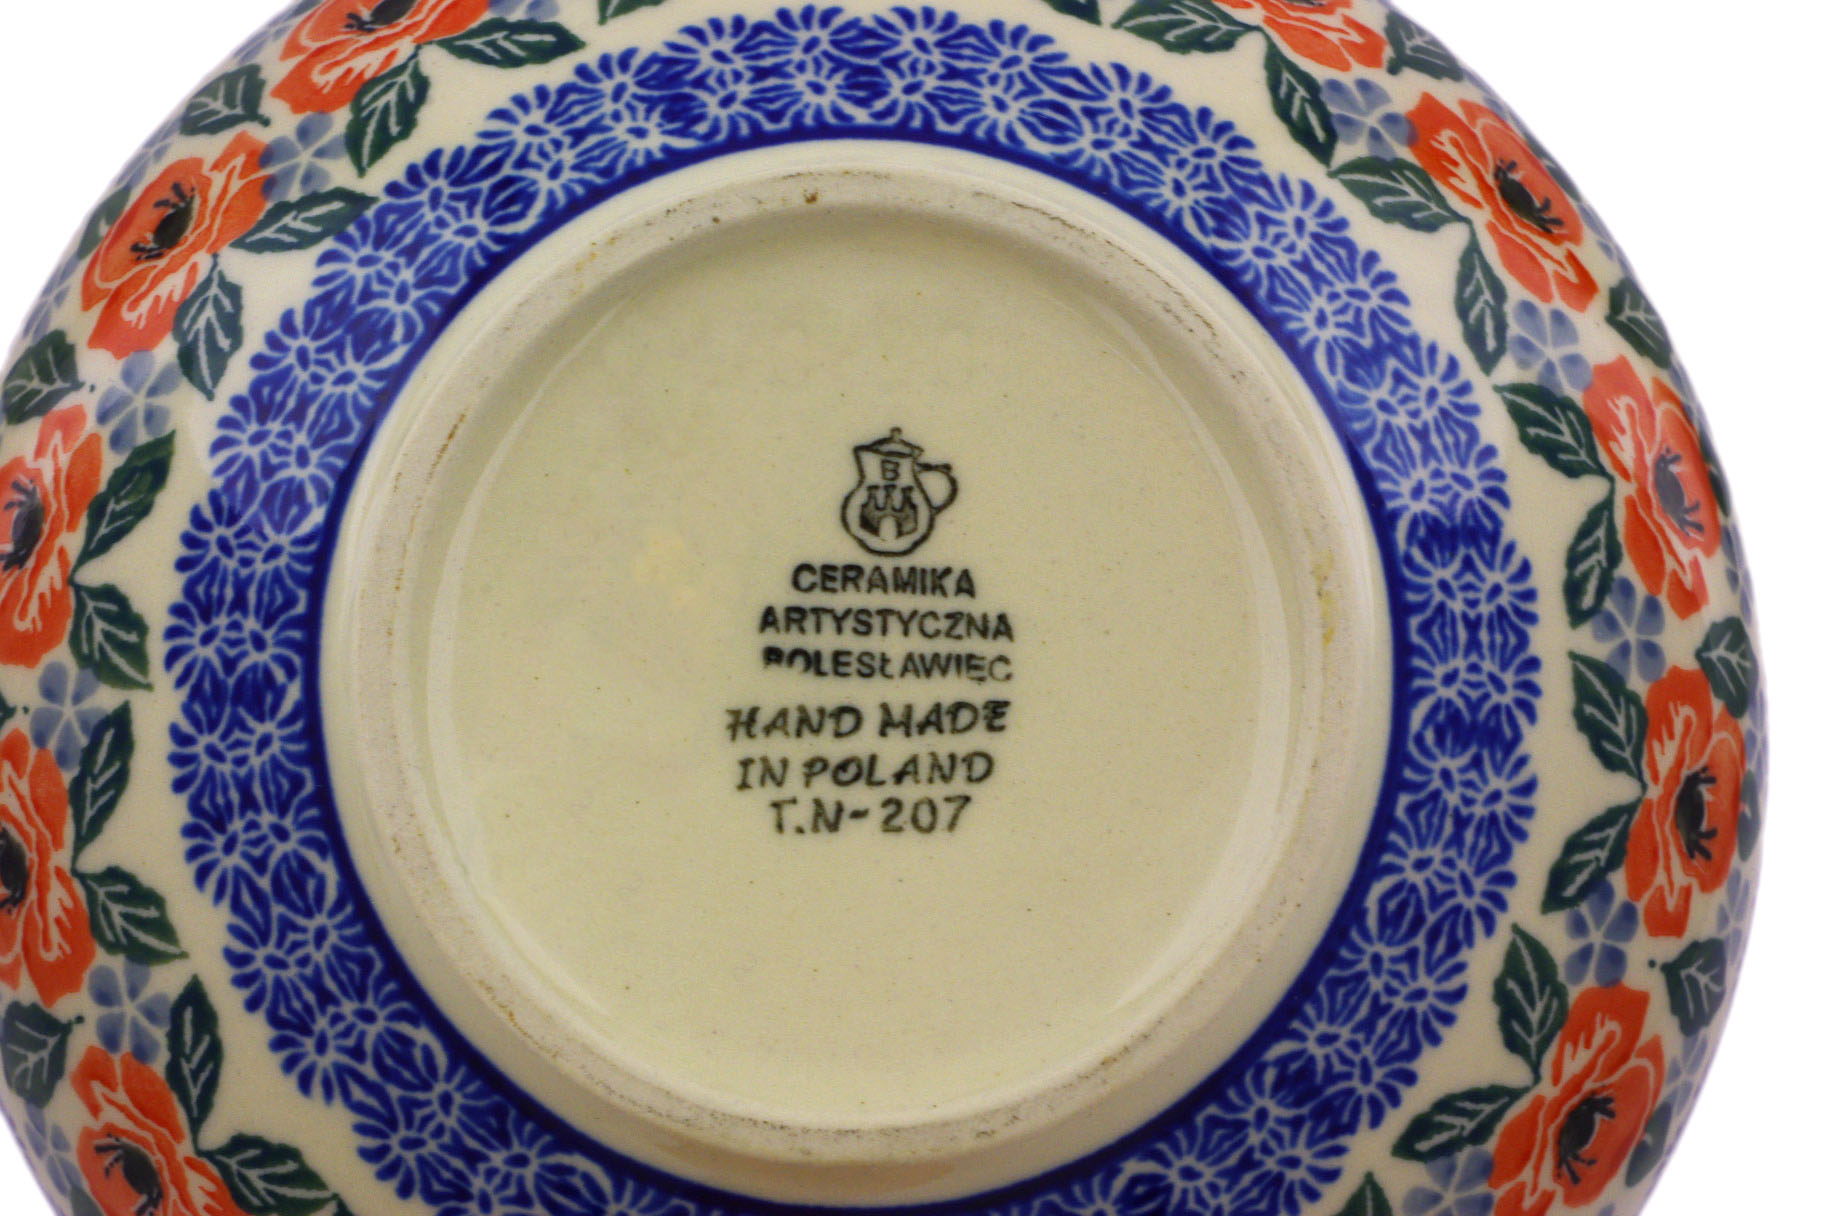 B
CERAMIKA
ARTYSTYCZNA
BOLESŁAWIEC
HAND MADE
IN POLAND
T.N-207